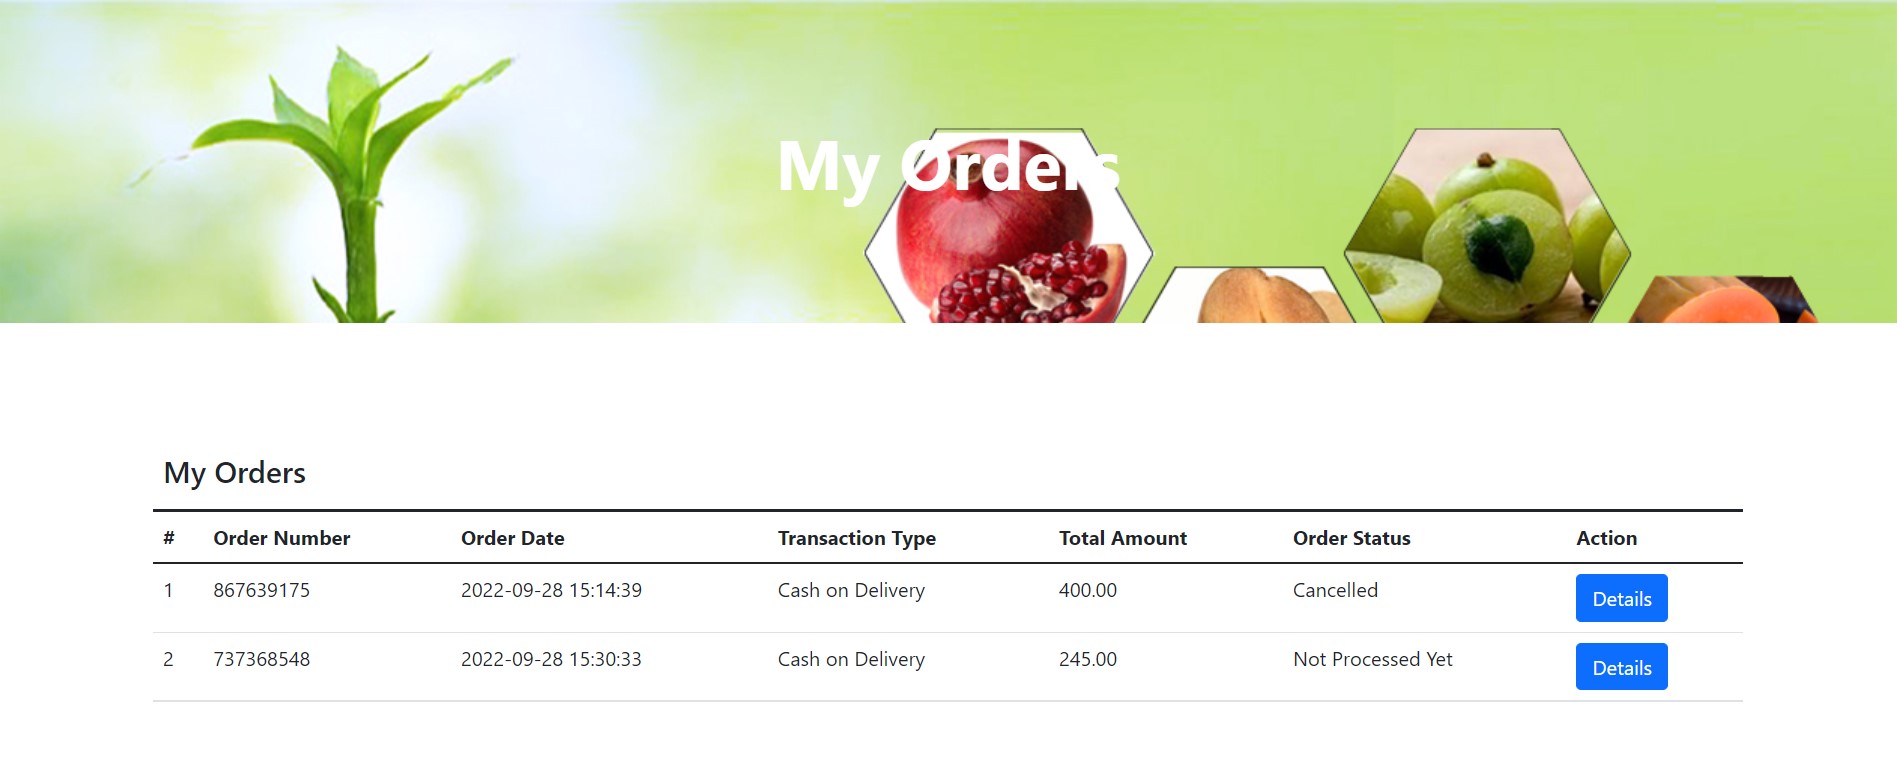 My Orders
My Orders
# Order Number Order Date Transaction Type Total Amount Order Status Action
1 867639175 2022-09-28 15:14:39 Cash on Delivery 400.00 Cancelled Details
2 737368548 2022-09-28 15:30:33 Cash on Delivery 245.00 Not Processed Yet Details